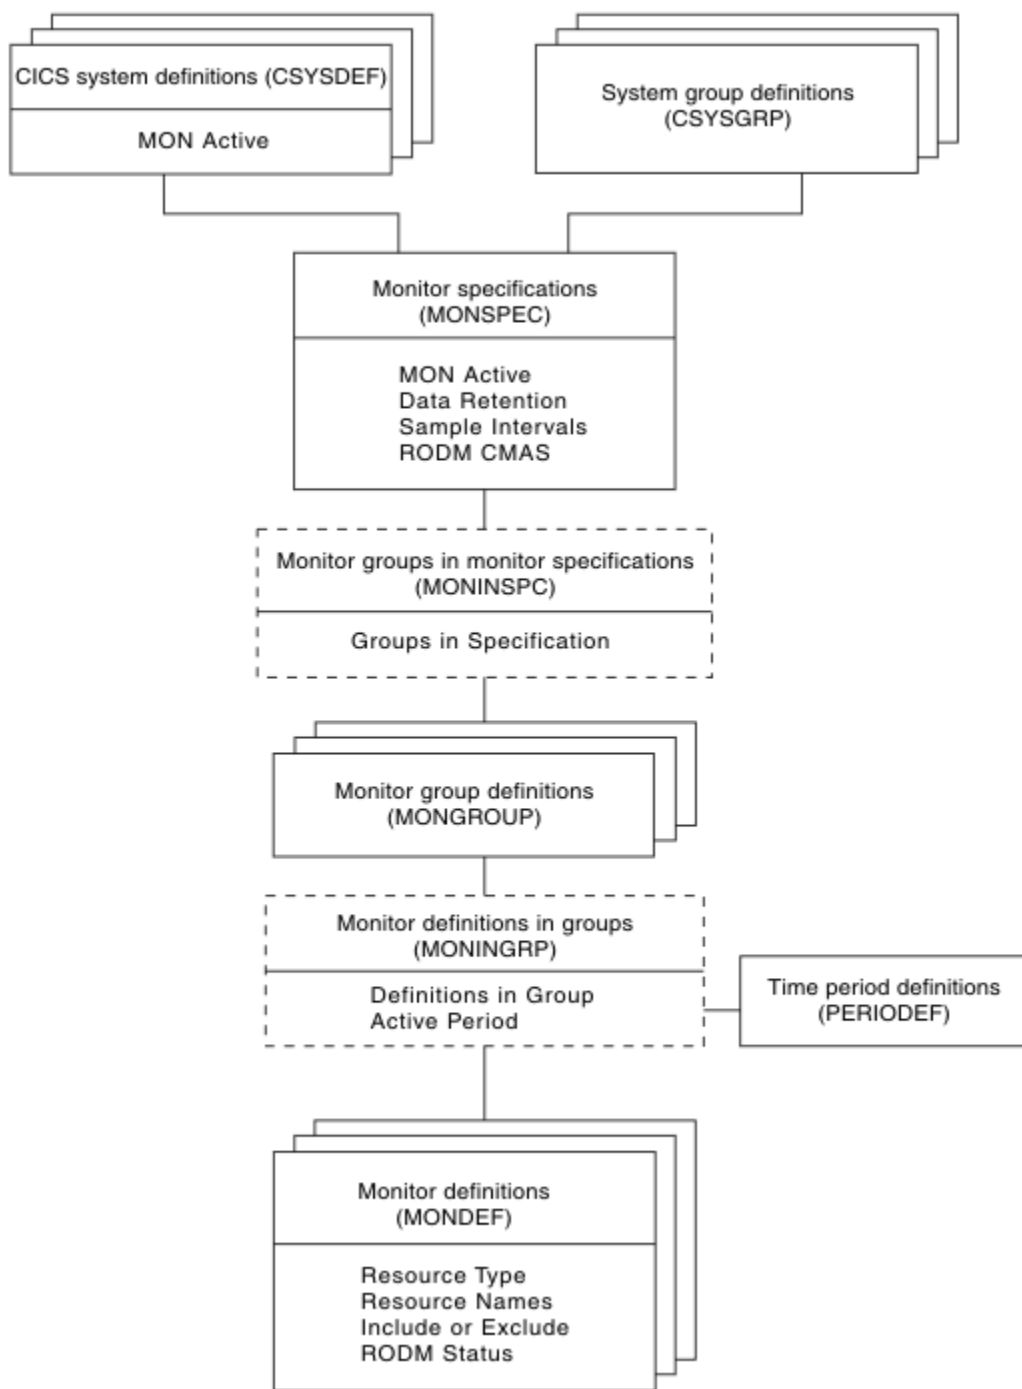 CICS system definitions (CSYSDEF)
MON Active
System group definitions
(CSYSGRP)
Monitor specifications
(MONSPEC)
MON Active
Data Retention
Sample Intervals
RODM CMAS
Monitor groups in monitor specifications
(MONINSPC)
Groups in Specification
Monitor group definitions
(MONGROUP)
Monitor definitions in groups
(MONINGRP)
Definitions in Group
Active Period
Time period definitions
(PERIODEF)
Monitor definitions
(MONDEF)
Resource Type
Resource Names
Include or Exclude
RODM Status